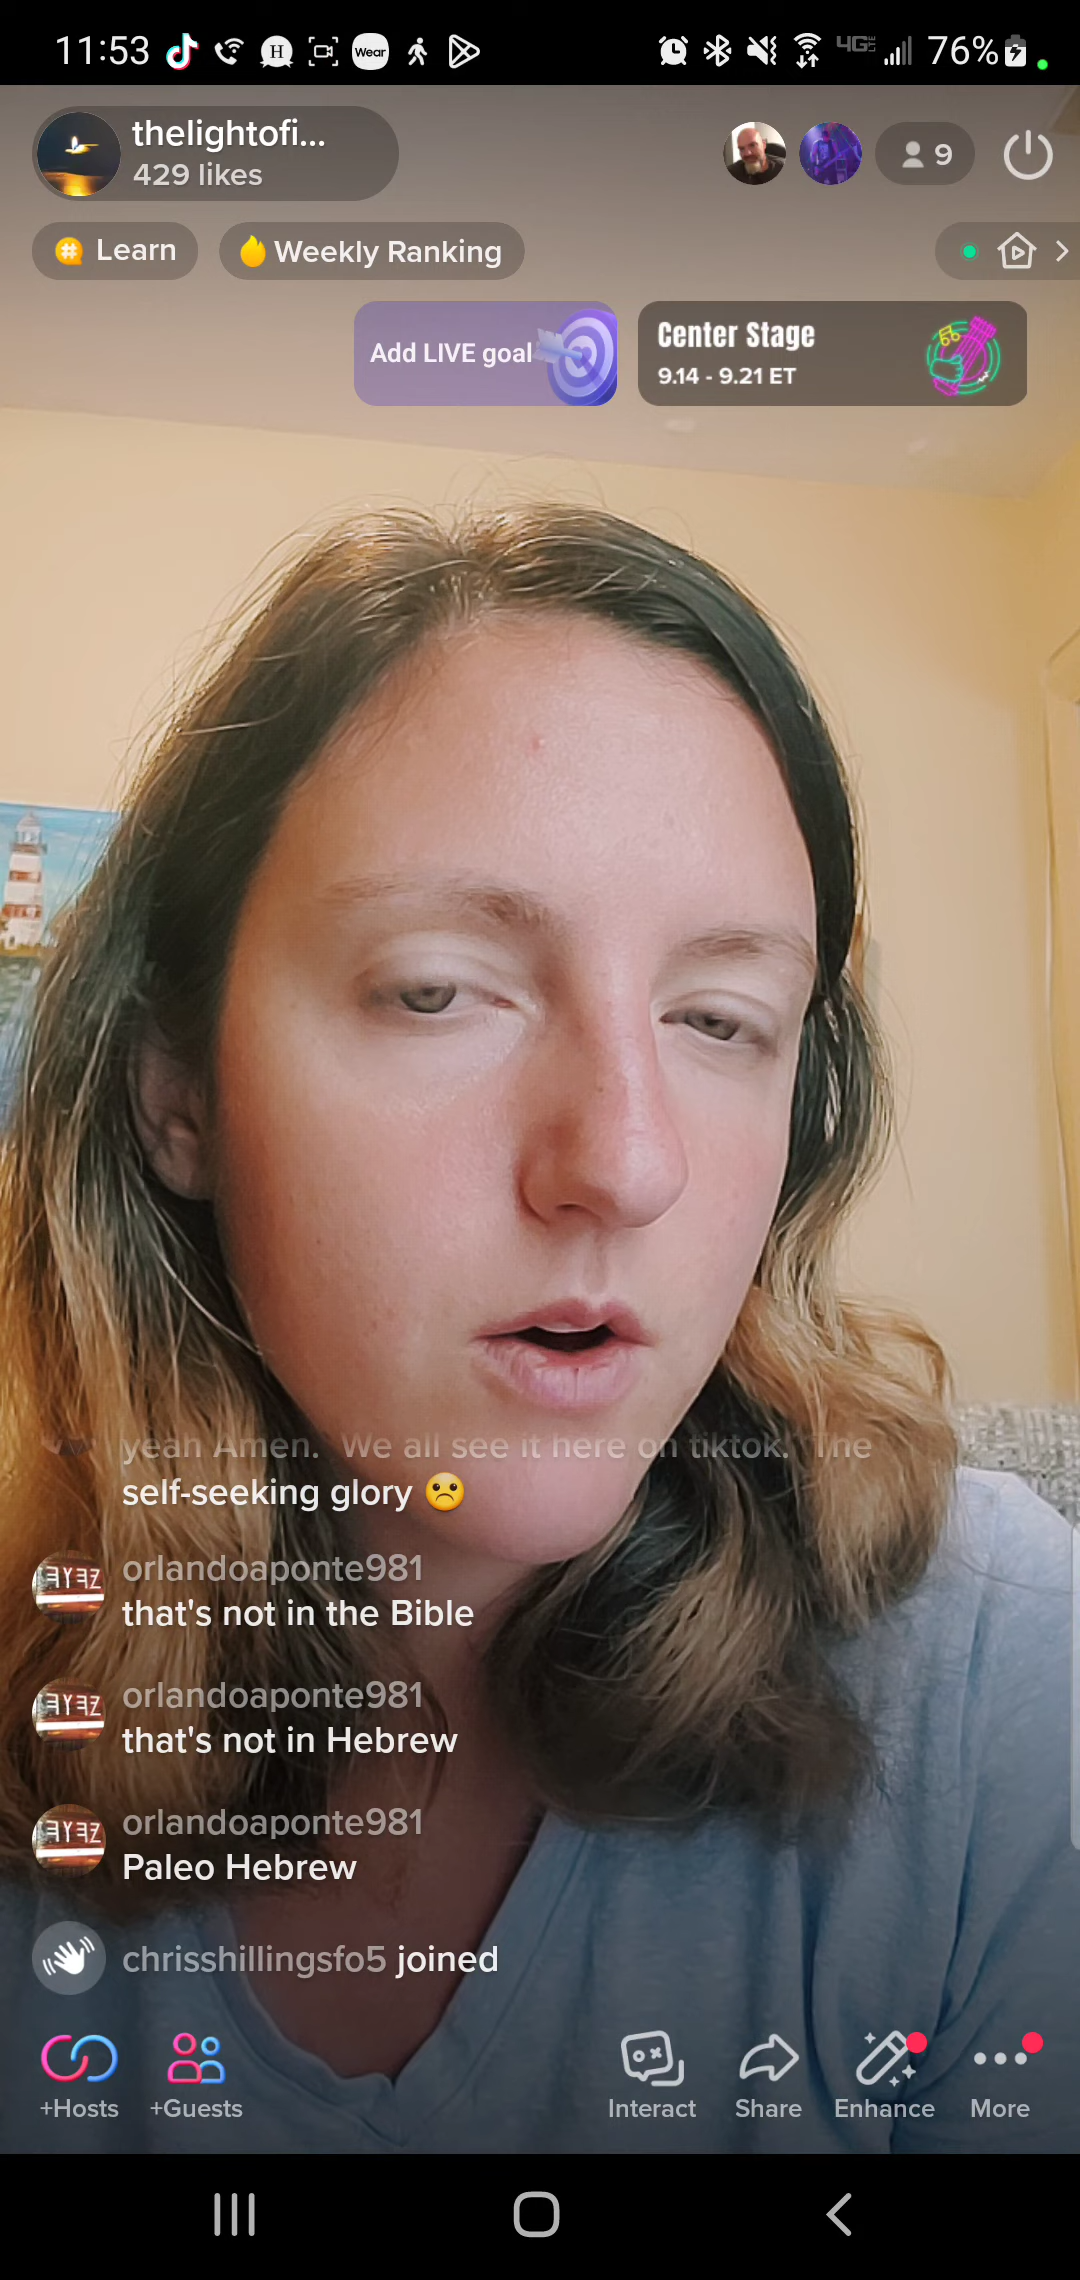 11:53
Wear
4G
76%
thelightofi...
429 likes
9
Learn
Weekly Ranking
Add LIVE goal
Center Stage
9.14 - 9.21 ET
yeah Amen. We all see it here on tiktok. The
self-seeking glory ☹️
orlandoaponte981
that's not in the Bible
orlandoaponte981
that's not in Hebrew
orlandoaponte981
Paleo Hebrew
chrisshillingsfo5 joined
+Hosts
+Guests
Interact
Share
Enhance
More